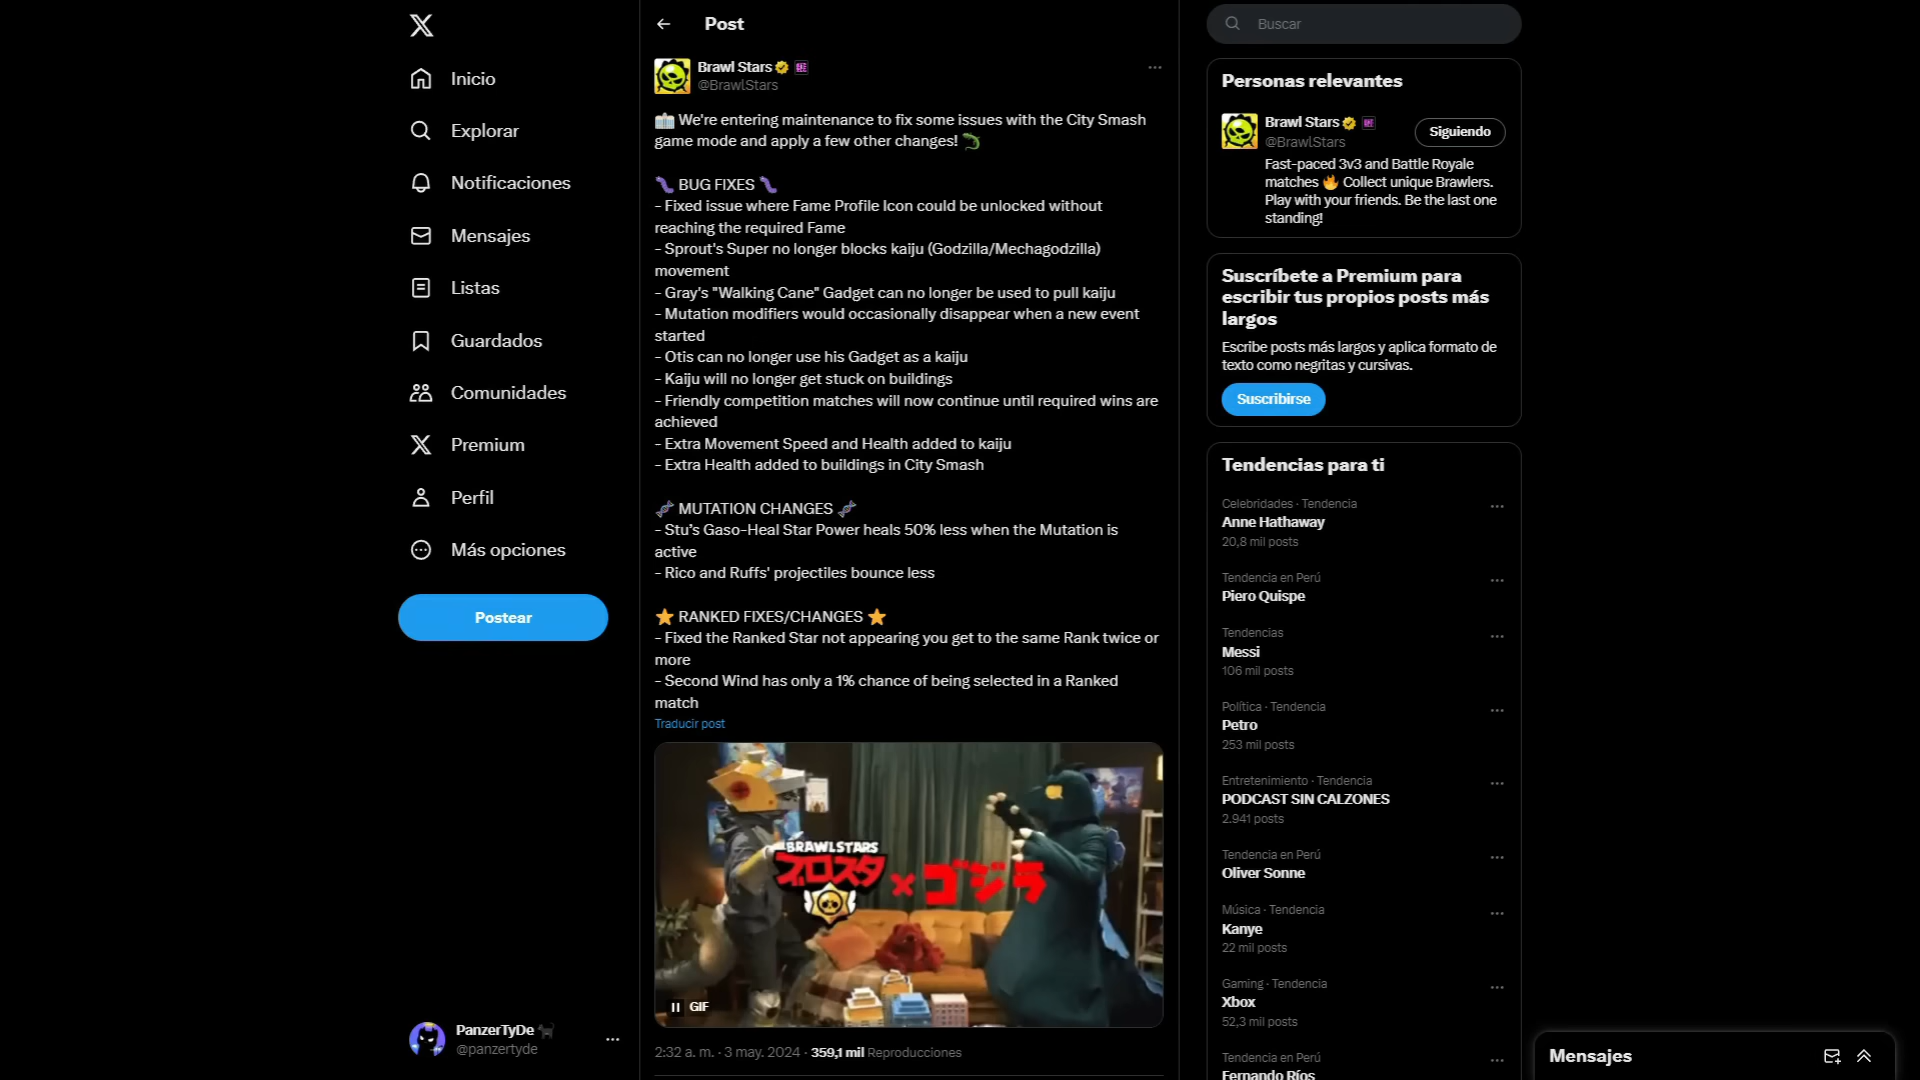 Inicio
Explorar
Notificaciones
Mensajes
Listas
Guardados
Comunidades
Premium
Perfil
Más opciones
Postear
PanzerTyDe
@panzertyde
Post
Brawl Stars
@BrawlStars
We're entering maintenance to fix some issues with the City Smash
game mode and apply a few other changes!
BUG FIXES
- Fixed issue where Fame Profile Icon could be unlocked without
reaching the required Fame
- Sprout's Super no longer blocks kaiju (Godzilla/Mechagodzilla)
movement
- Gray's "Walking Cane" Gadget can no longer be used to pull kaiju
- Mutation modifiers would occasionally disappear when a new event
started
- Otis can no longer use his Gadget as a kaiju
- Kaiju will no longer get stuck on buildings
- Friendly competition matches will now continue until required wins are
achieved
- Extra Movement Speed and Health added to kaiju
- Extra Health added to buildings in City Smash
MUTATION CHANGES
- Stu’s Gaso-Heal Star Power heals 50% less when the Mutation is
active
- Rico and Ruffs' projectiles bounce less
RANKED FIXES/CHANGES
- Fixed the Ranked Star not appearing you get to the same Rank twice or
more
- Second Wind has only a 1% chance of being selected in a Ranked
match
Traducir post
BRAWL STARS
ブロスタ × ゴジラ
GIF
2:32 a. m. · 3 may. 2024 · 359,1 mil Reproducciones
Buscar
Personas relevantes
Brawl Stars
@BrawlStars
Siguiendo
Fast-paced 3v3 and Battle Royale
matches Collect unique Brawlers.
Play with your friends. Be the last one
standing!
Suscríbete a Premium para
escribir tus propios posts más
largos
Escribe posts más largos y aplica formato de
texto como negritas y cursivas.
Suscribirse
Tendencias para ti
Celebridades · Tendencia
Anne Hathaway
20,8 mil posts
Tendencia en Perú
Piero Quispe
Tendencias
Messi
106 mil posts
Política · Tendencia
Petro
253 mil posts
Entretenimiento · Tendencia
PODCAST SIN CALZONES
2.941 posts
Tendencia en Perú
Oliver Sonne
Música · Tendencia
Kanye
22 mil posts
Gaming · Tendencia
Xbox
52,3 mil posts
Tendencia en Perú
Fernando Ríos
Mensajes